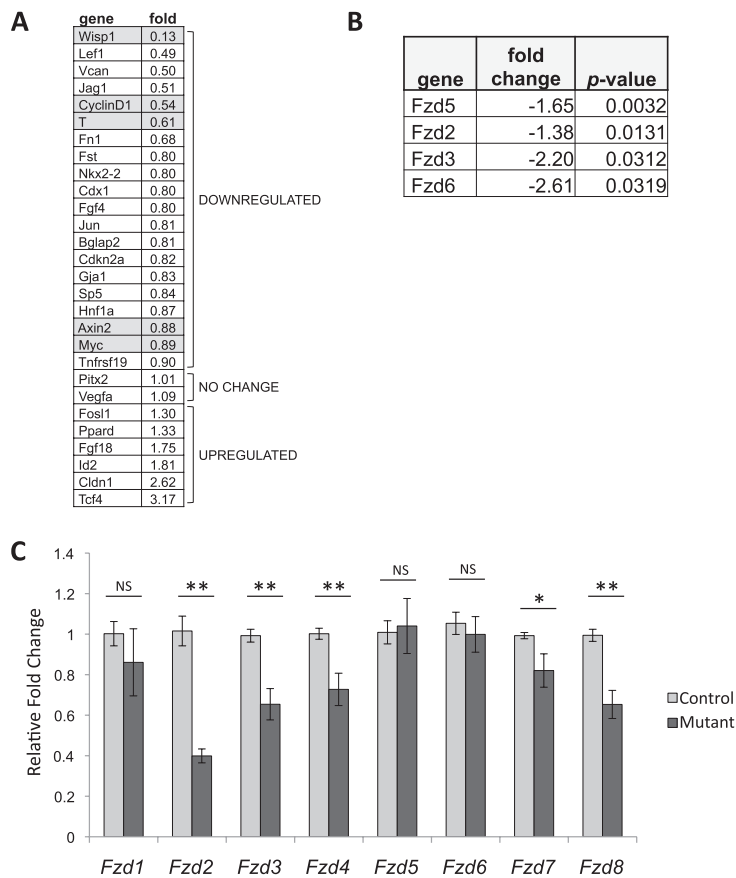 A
gene fold
Wisp1 0.13
Lef1 0.49
Vcan 0.50
Jag1 0.51
CyclinD1 0.54
T 0.61
Fn1 0.68
Fst 0.80
Nkx2-2 0.80
Cdx1 0.80
Fgf4 0.80
Jun 0.81
Bglap2 0.81
Cdkn2a 0.82
Gja1 0.83
Sp5 0.84
Hnf1a 0.87
Axin2 0.88
Myc 0.89
Tnfrsf19 0.90
DOWNREGULATED
Pitx2 1.01
Vegfa 1.09
NO CHANGE
Fosl1 1.30
Ppard 1.33
Fgf18 1.75
Id2 1.81
Cldn1 2.62
Tcf4 3.17
UPREGULATED
B
gene fold change p-value
Fzd5 -1.65 0.0032
Fzd2 -1.38 0.0131
Fzd3 -2.20 0.0312
Fzd6 -2.61 0.0319
C
Relative Fold Change
1.4
1.2
1
0.8
0.6
0.4
0.2
0
NS ** ** ** NS NS * **
Control
Mutant
Fzd1 Fzd2 Fzd3 Fzd4 Fzd5 Fzd6 Fzd7 Fzd8